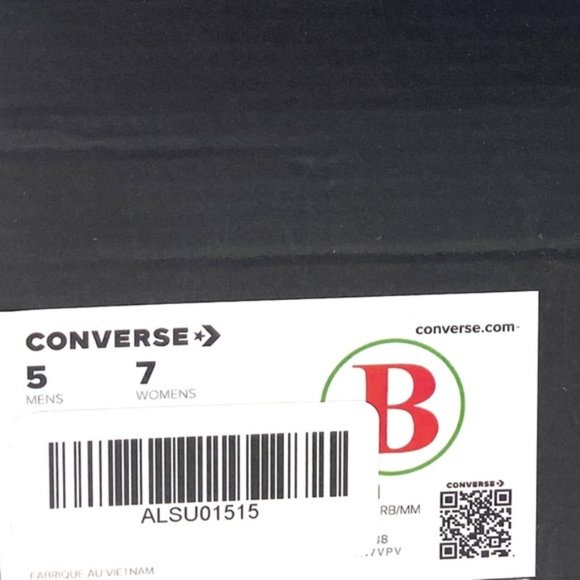 CONVERSE
converse.com
5
7
MENS
WOMENS
B
CONVERSE
ALSU01515
RB/MM
FABRIQUE AU VIETNAM